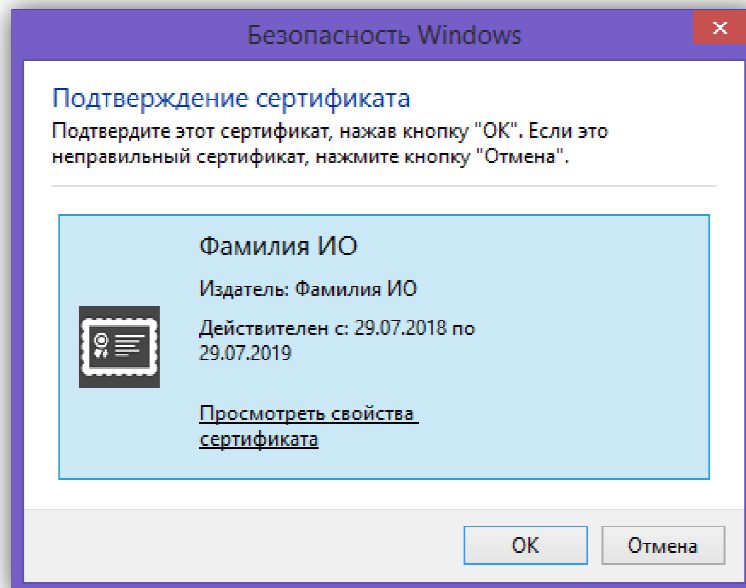 Безопасность Windows
Подтверждение сертификата
Подтвердите этот сертификат, нажав кнопку "ОК". Если это
неправильный сертификат, нажмите кнопку "Отмена".
Фамилия ИО
Издатель: Фамилия ИО
Действителен с: 29.07.2018 по
29.07.2019
Просмотреть свойства
сертификата
ОК
Отмена